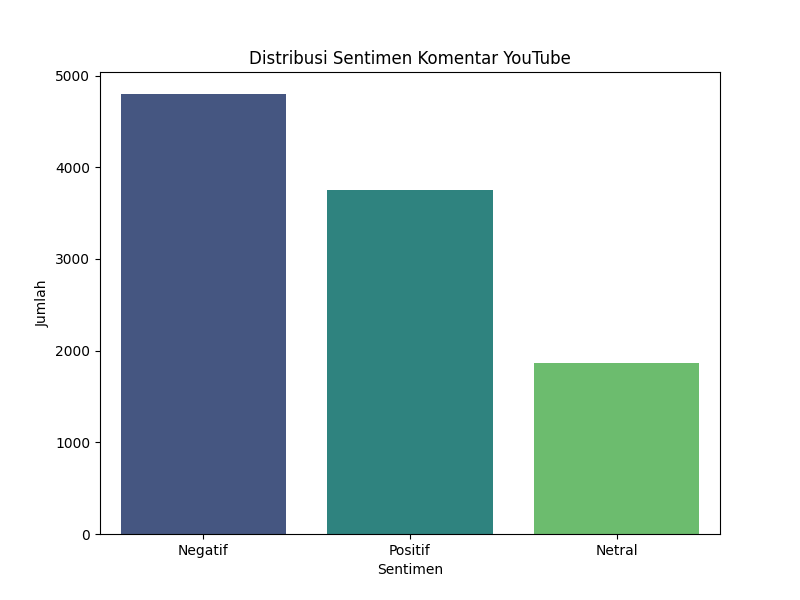 Distribusi Sentimen Komentar YouTube
5000
4000
3000
2000
1000
0
Jumlah
Negatif
Positif
Netral
Sentimen